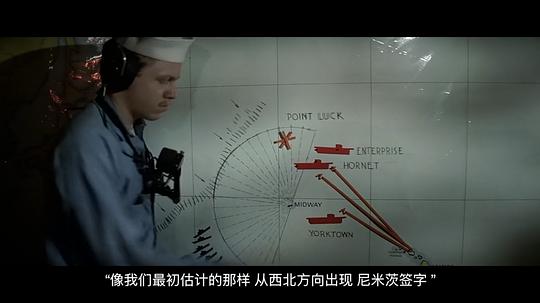 POINT LUCK
ENTERPRISE
HORNET
MIDWAY
YORKTOWN
“像我们最初估计的那样 从西北方向出现 尼米茨签字 ”